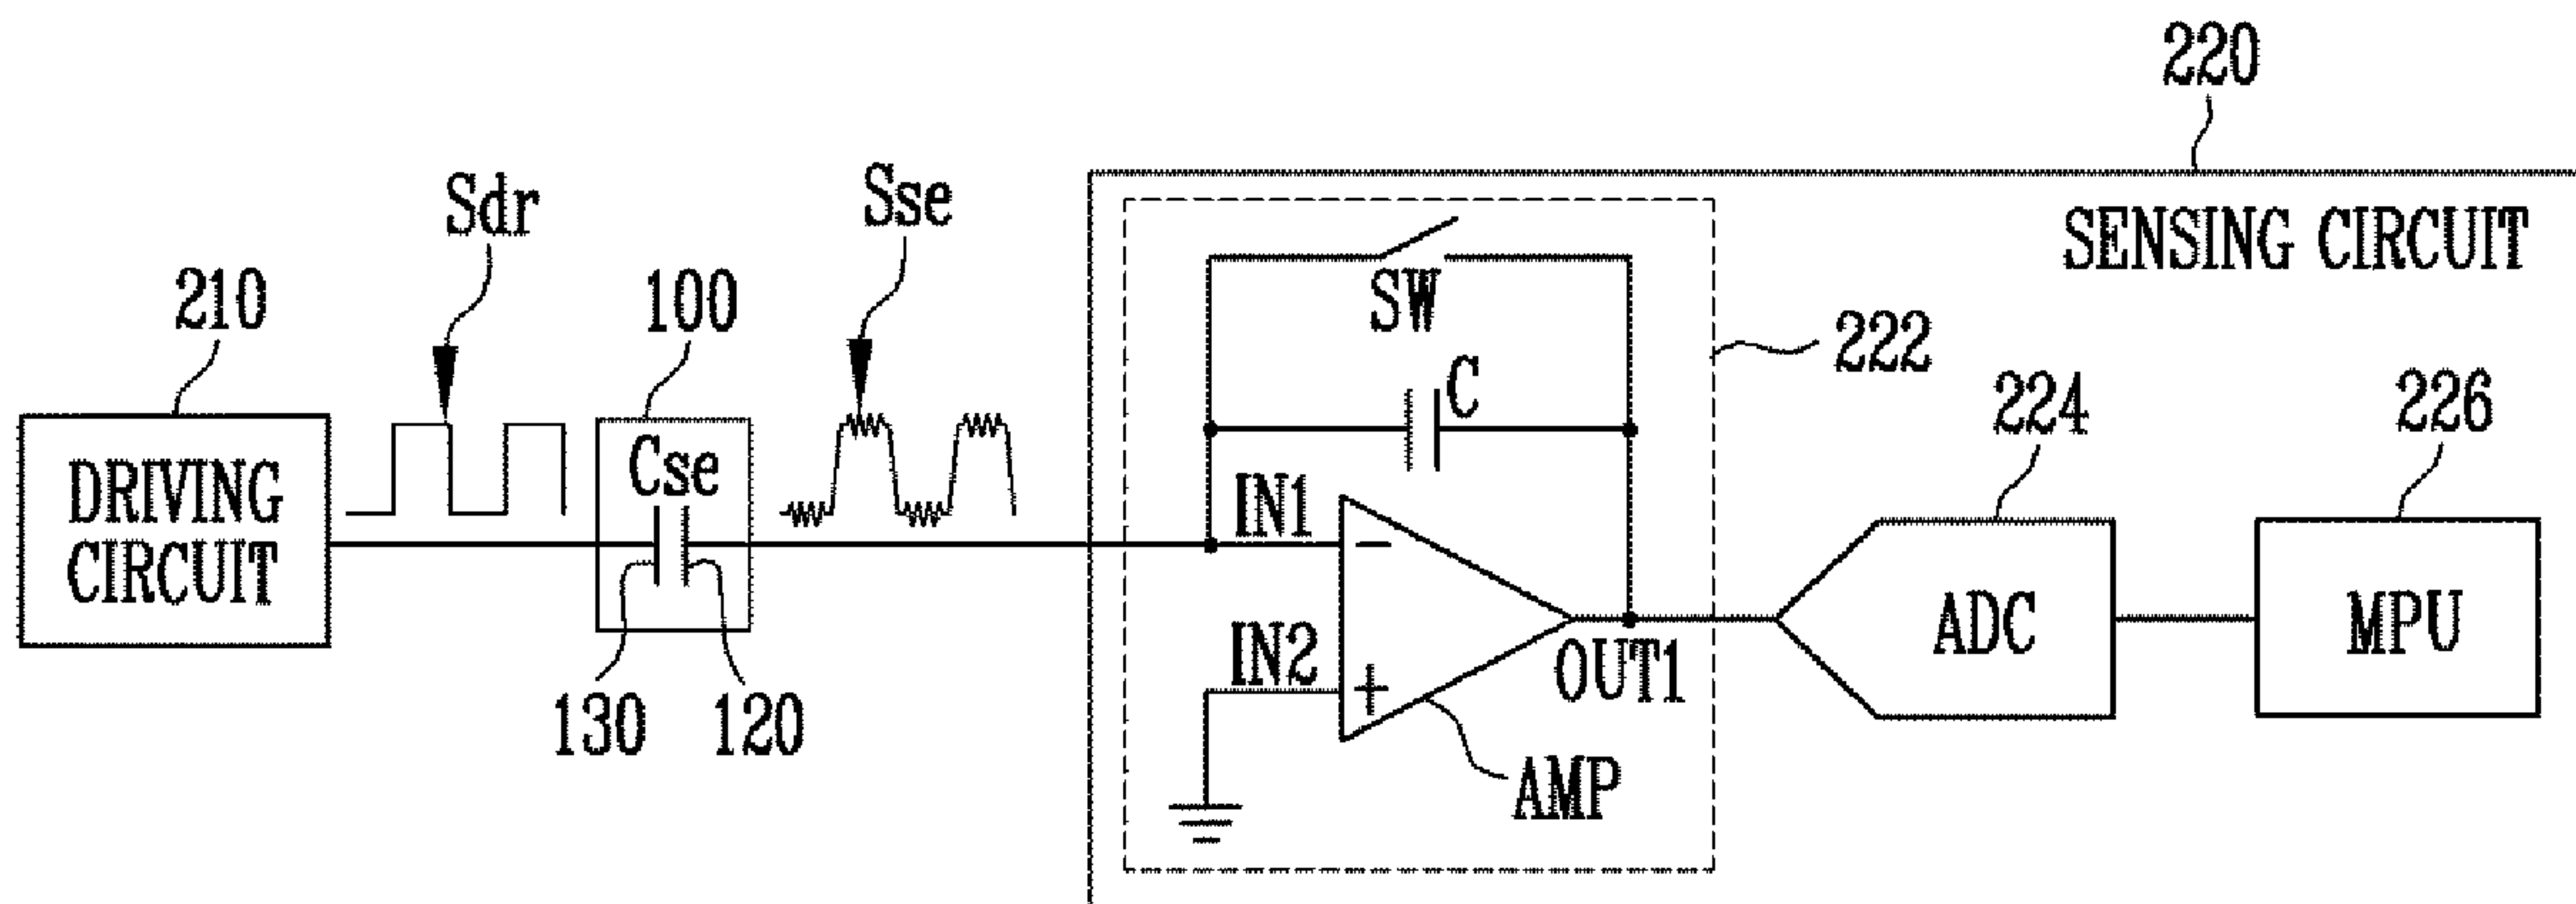 220
Sdr
Sse
SENSING CIRCUIT
210
100
SW
222
C
224
226
DRIVING
CIRCUIT
Cse
IN1
-
ADC
MPU
IN2
+
OUT1
130
120
AMP